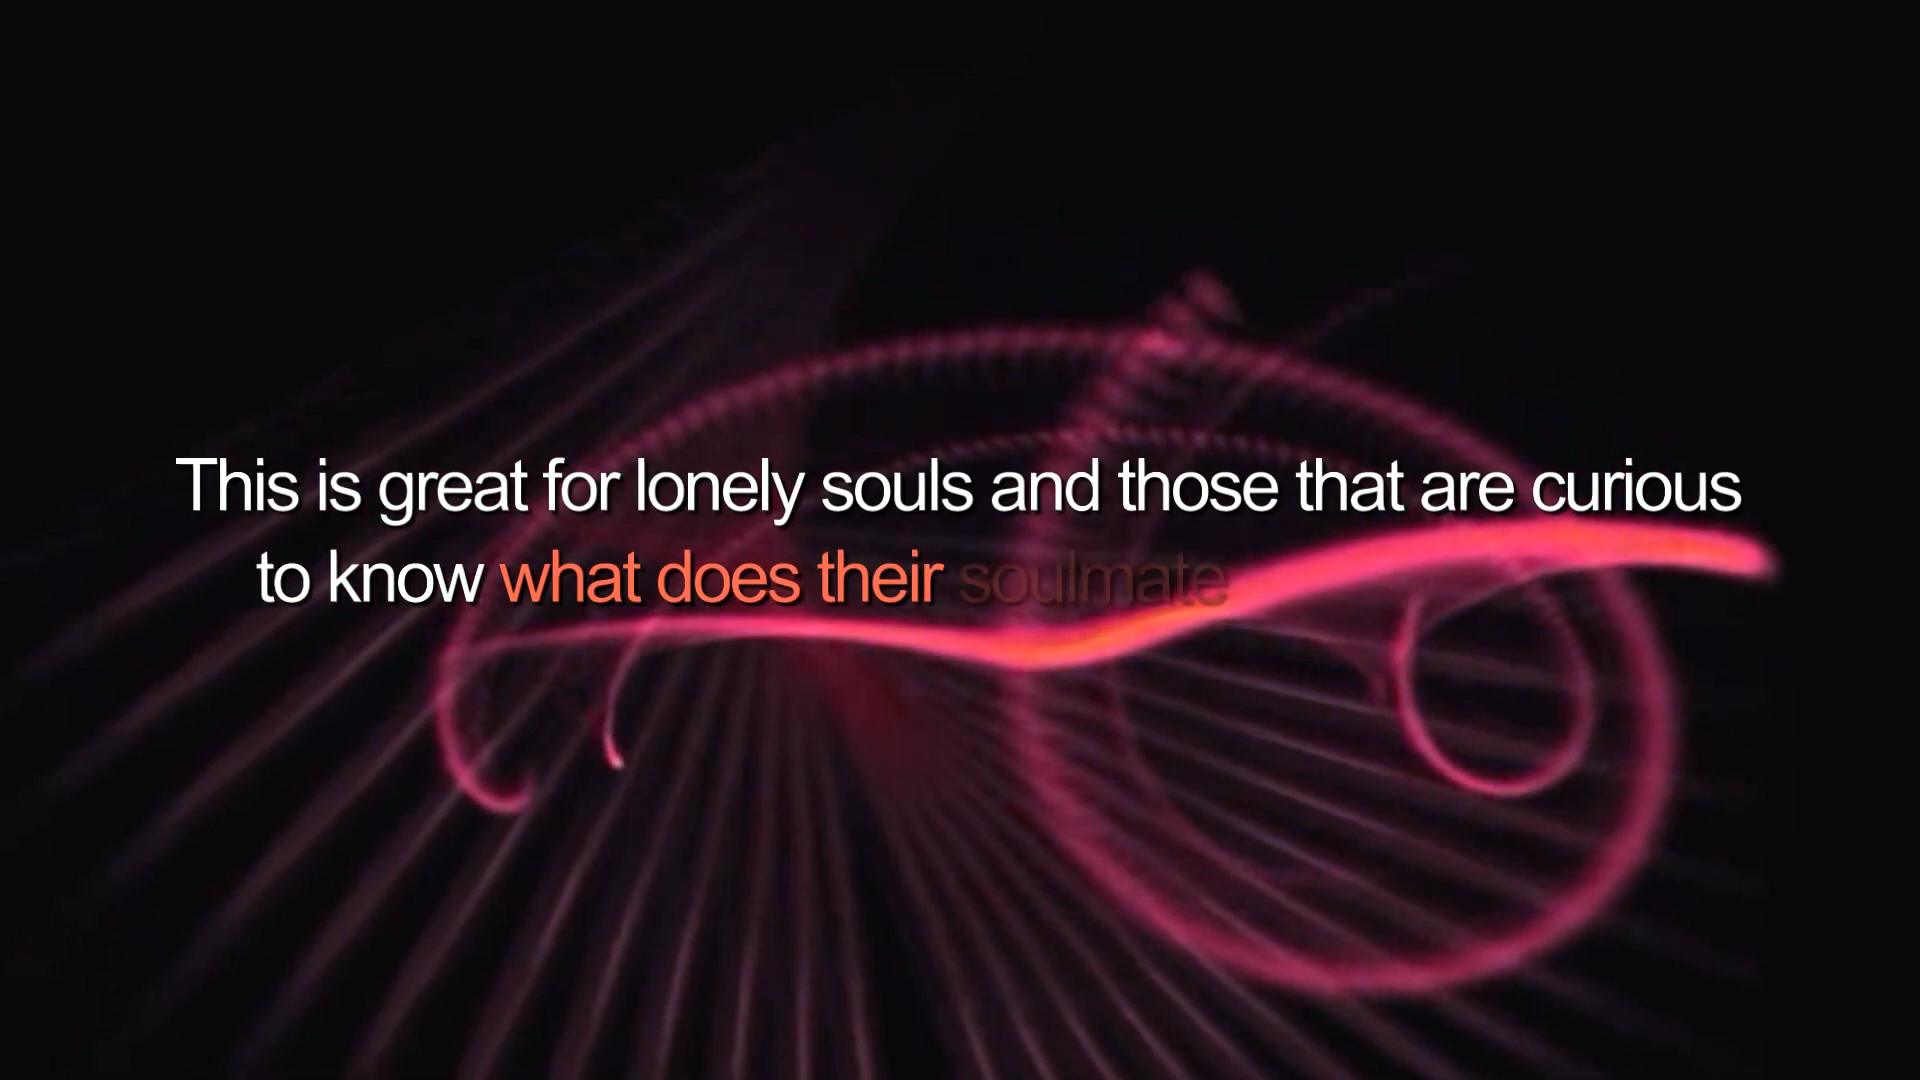 This is great for lonely souls and those that are curious
to know what does their soulmate